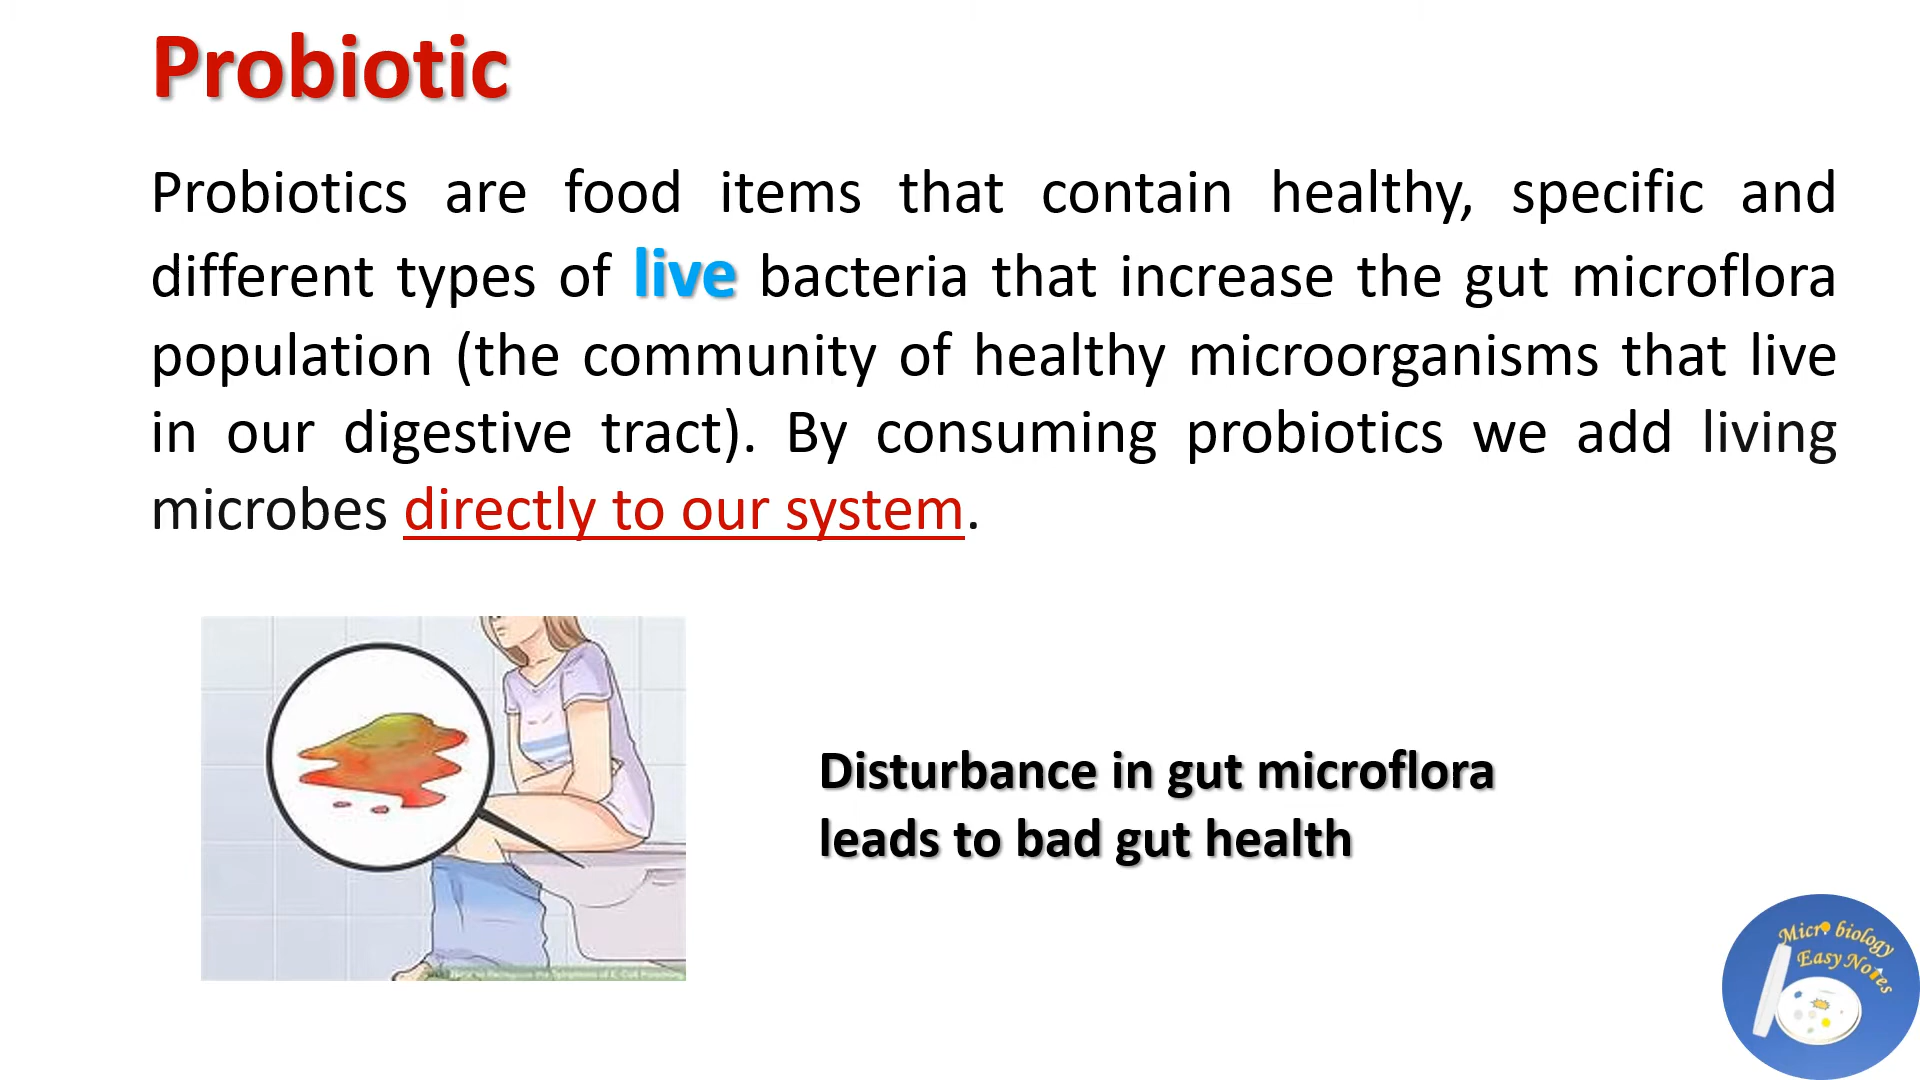 Probiotic
Probiotics are food items that contain healthy, specific and
different types of live bacteria that increase the gut microflora
population (the community of healthy microorganisms that live
in our digestive tract). By consuming probiotics we add living
microbes directly to our system.
Disturbance in gut microflora
leads to bad gut health
Micro biology
Easy Notes